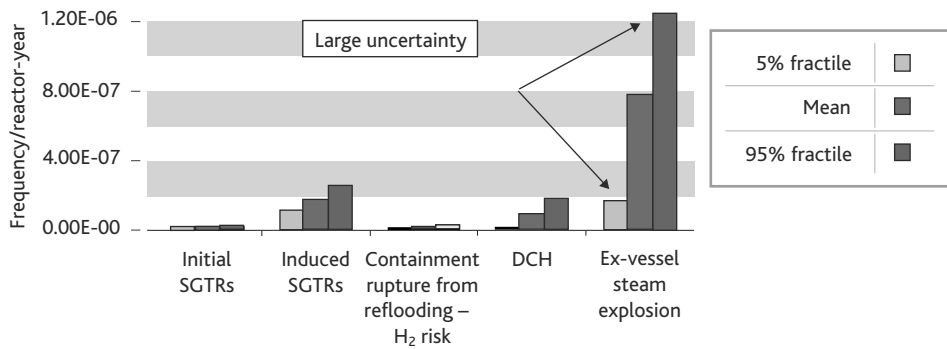 Frequency/reactor-year
1.20E-06
8.00E-07
4.00E-07
0.00E-00
Large uncertainty
5% fractile
Mean
95% fractile
Initial
SGTRs
Induced
SGTRs
Containment
rupture from
reflooding –
H₂ risk
DCH
Ex-vessel
steam
explosion